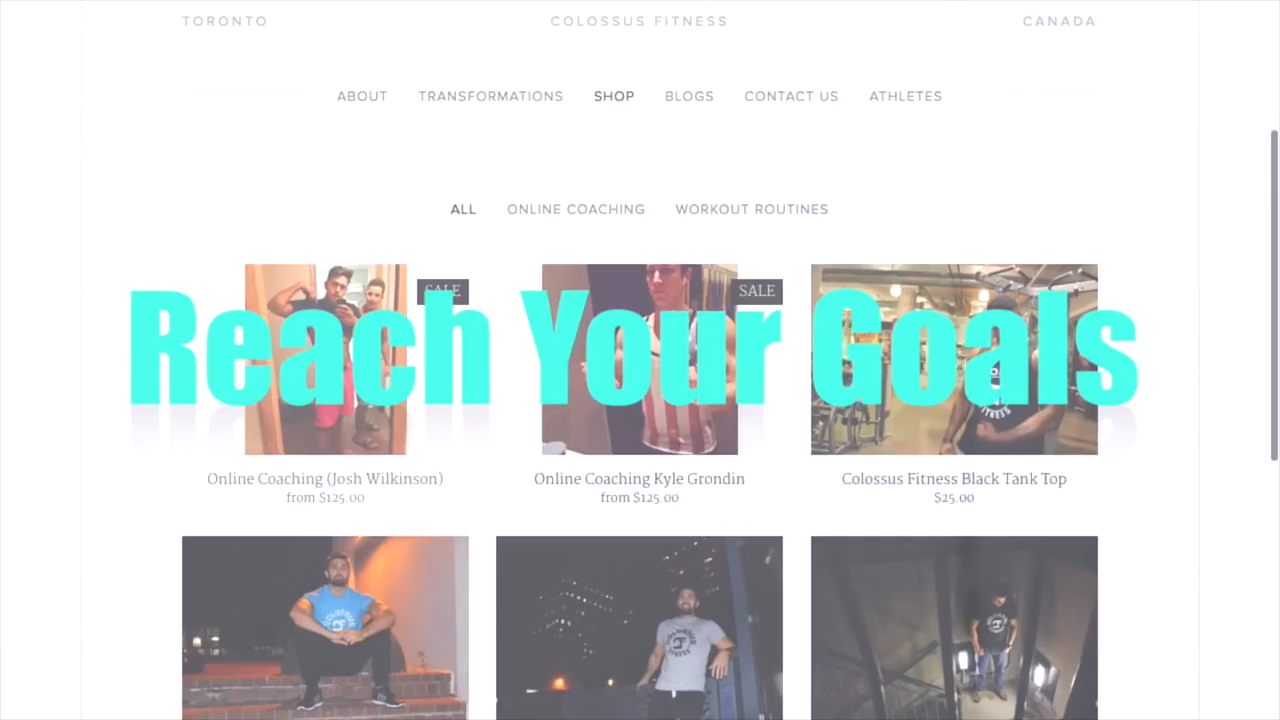 TORONTO COLOSSUS FITNESS CANADA
ABOUT TRANSFORMATIONS SHOP BLOGS CONTACT US ATHLETES
ALL ONLINE COACHING WORKOUT ROUTINES
SALE SALE
Reach Your Goals
Online Coaching (Josh Wilkinson) Online Coaching Kyle Grondin Colossus Fitness Black Tank Top
from $125.00 from $125.00 $25.00